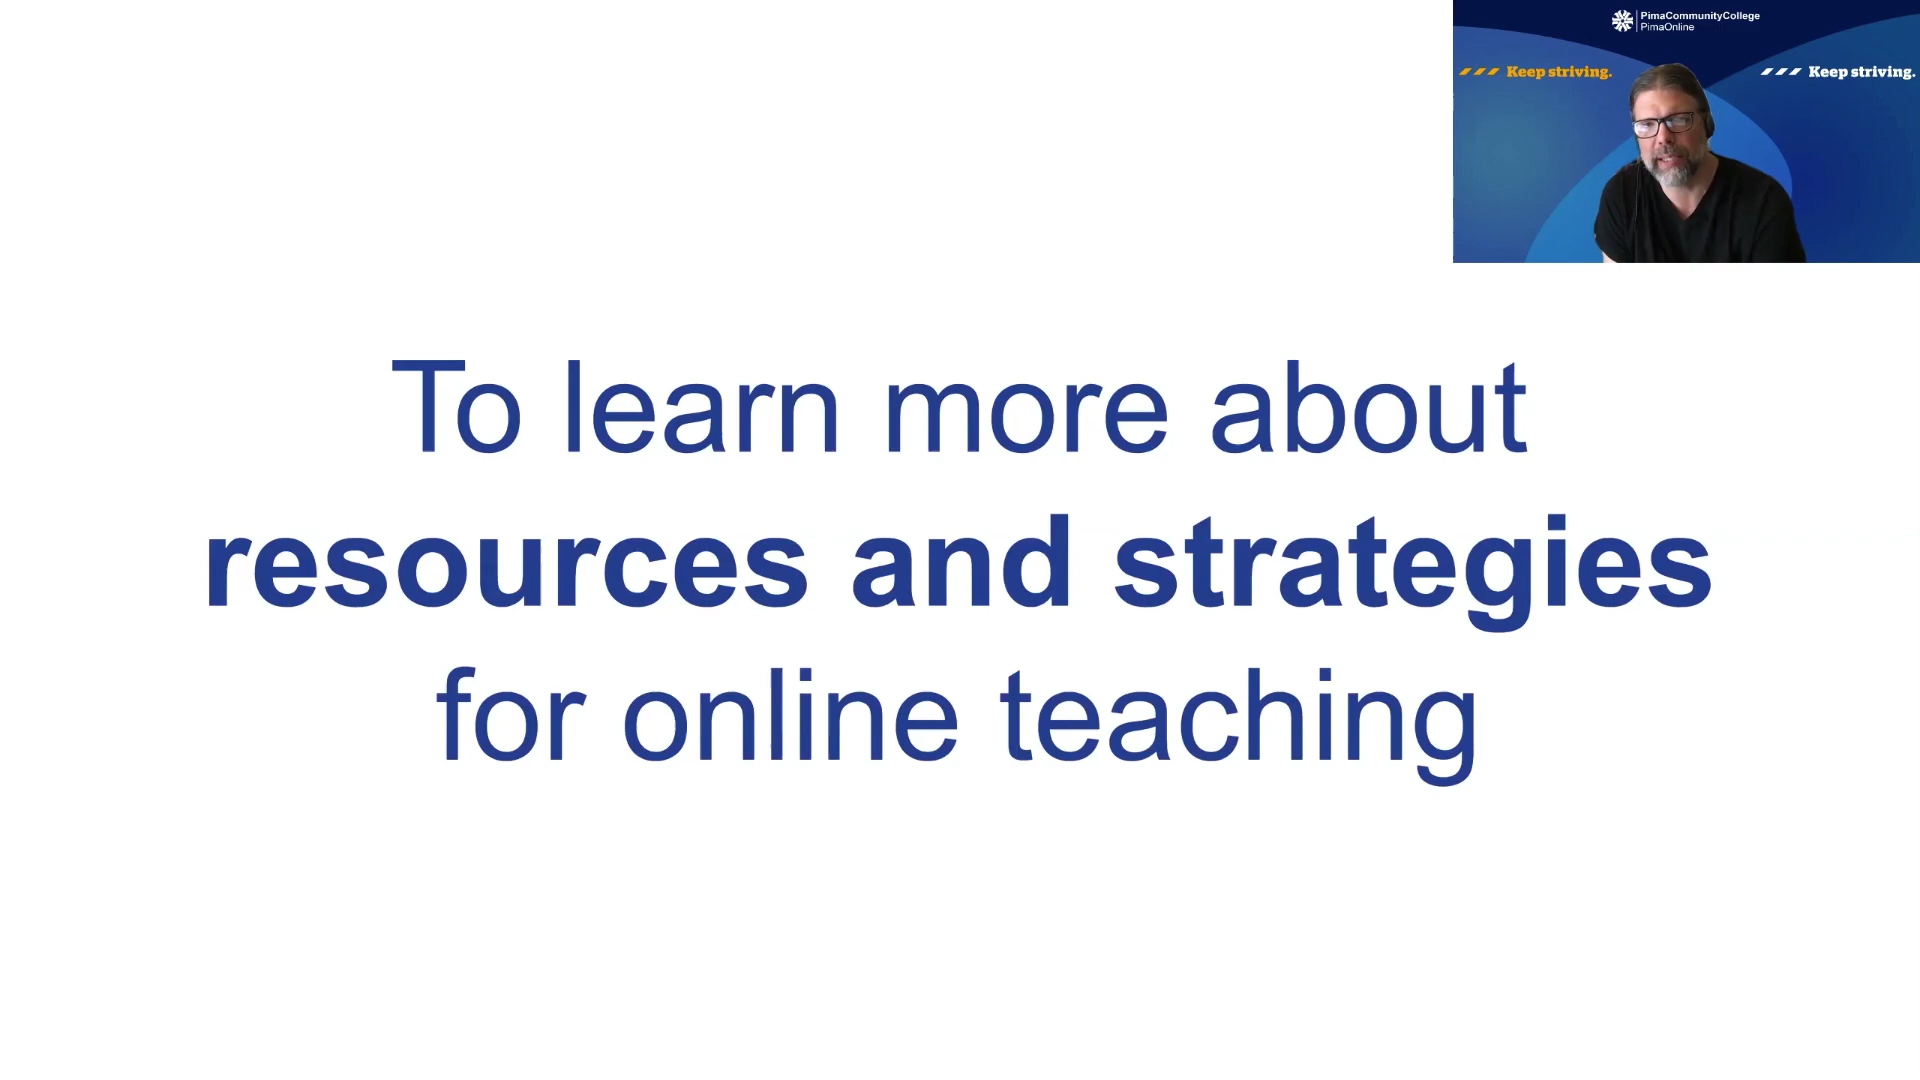 PimaCommunityCollege
PimaOnline
Keep striving.
Keep striving.
To learn more about
resources and strategies
for online teaching